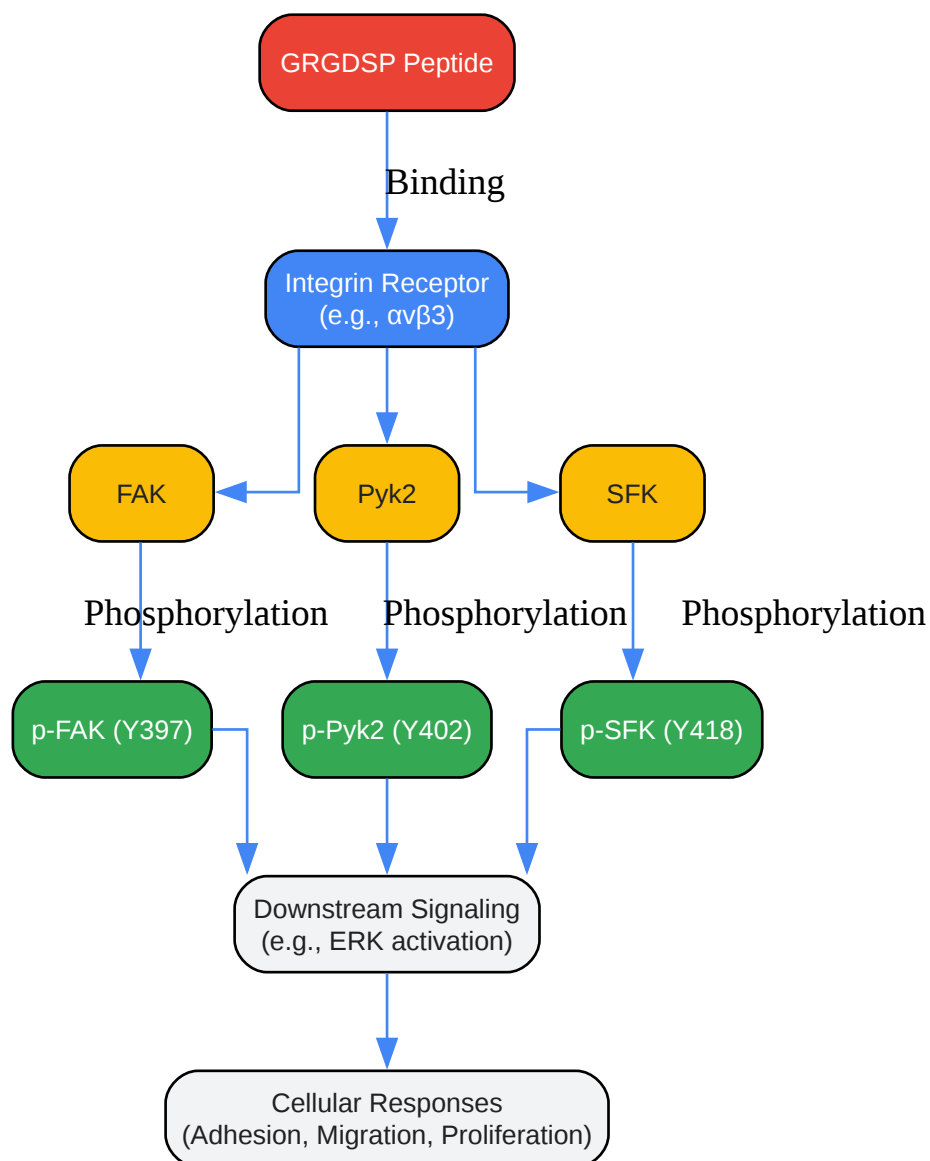 GRGDSP Peptide
Binding
Integrin Receptor
(e.g., αvβ3)
FAK
Pyk2
SFK
Phosphorylation
Phosphorylation
Phosphorylation
p-FAK (Y397)
p-Pyk2 (Y402)
p-SFK (Y418)
Downstream Signaling
(e.g., ERK activation)
Cellular Responses
(Adhesion, Migration, Proliferation)